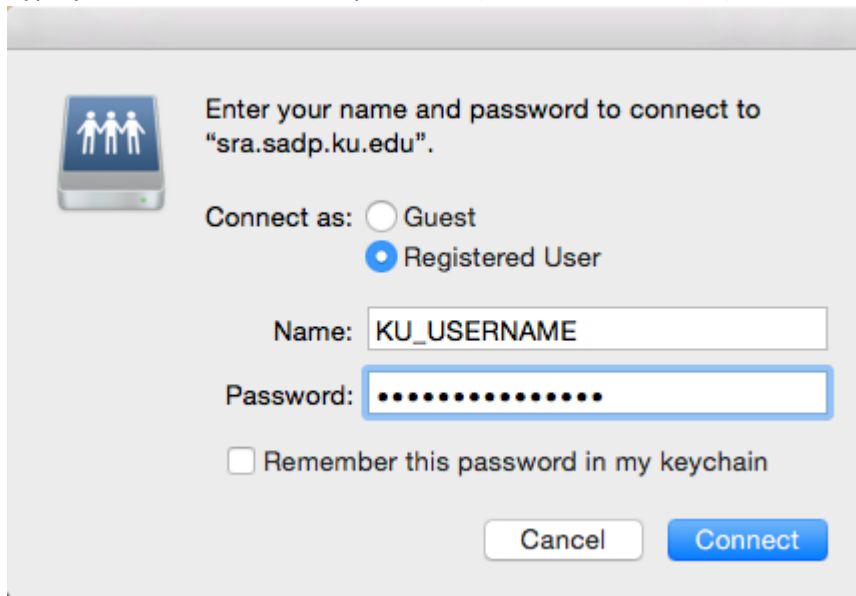 Enter your name and password to connect to
“sra.sadp.ku.edu”.
Connect as: Guest
Registered User
Name: KU_USERNAME
Password: •••••••••••••••
Remember this password in my keychain
Cancel Connect